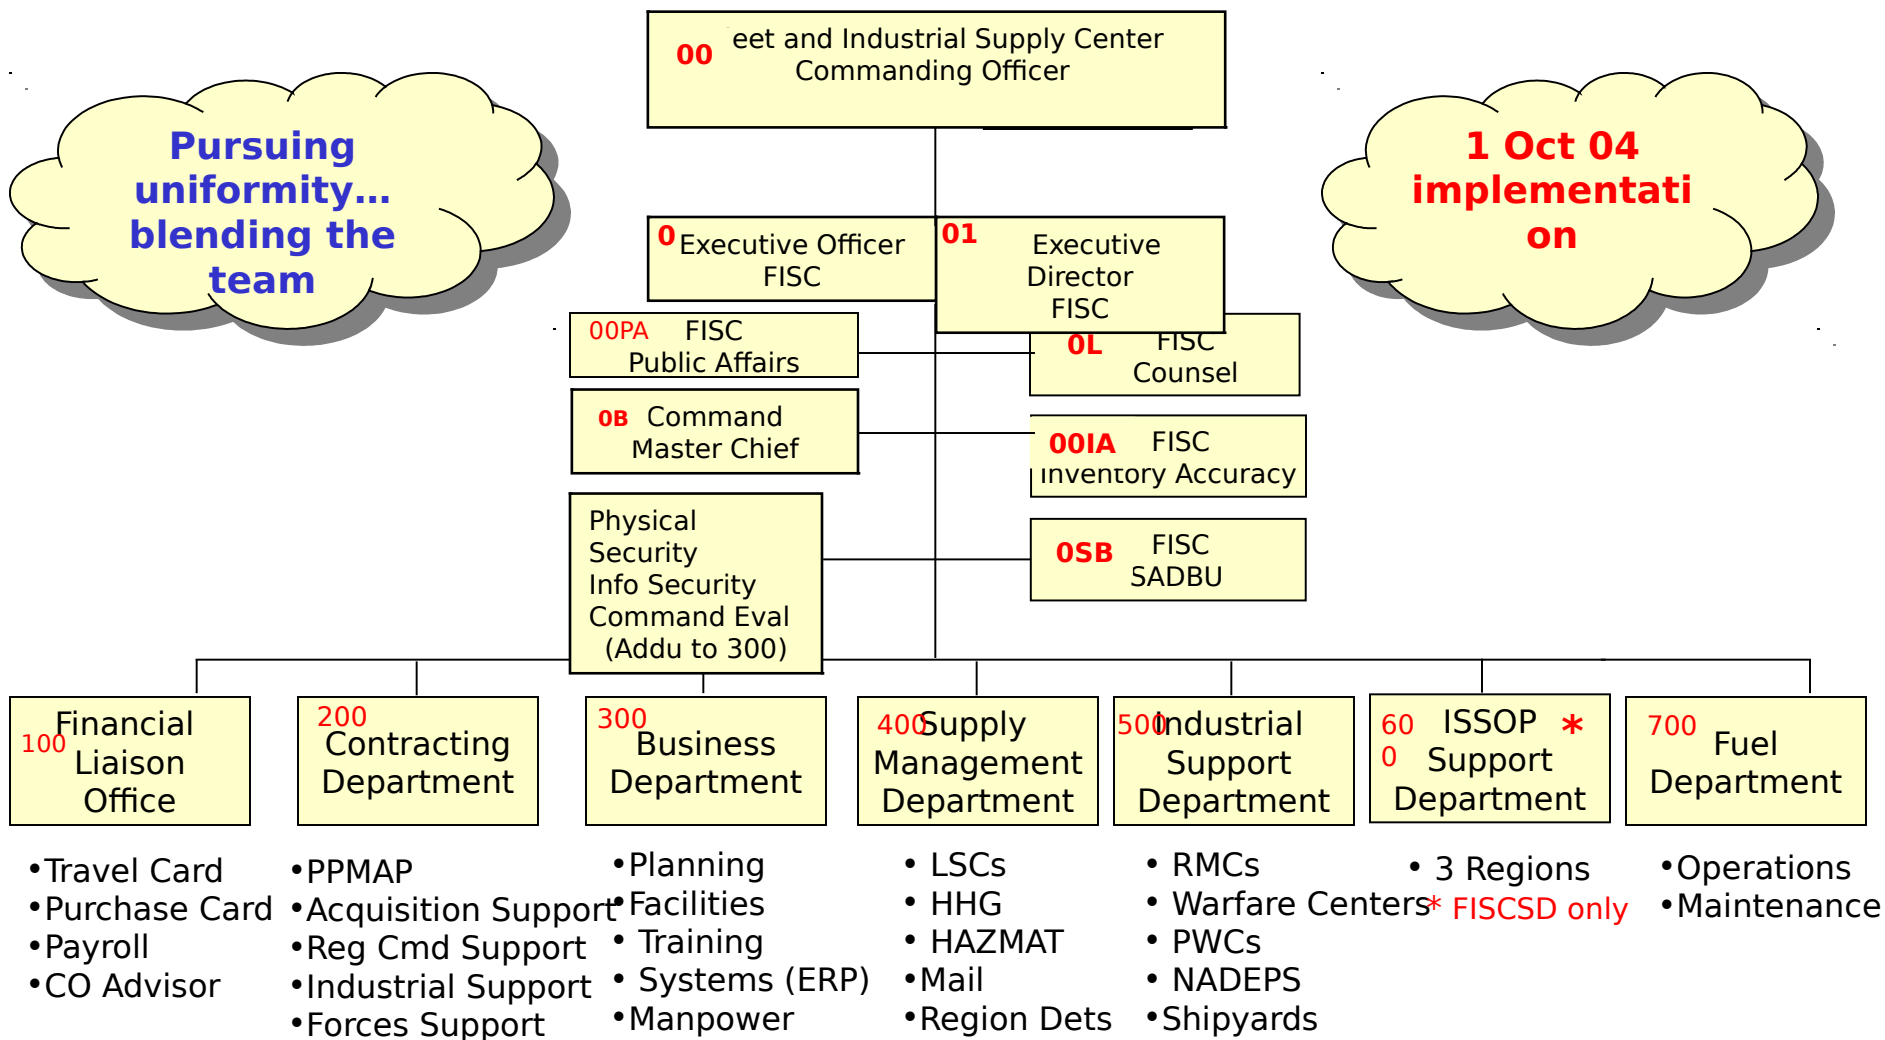 00 eet and Industrial Supply Center
Commanding Officer
Pursuing
uniformity…
blending the
team
1 Oct 04
implementati
on
0 Executive Officer
FISC
01 Executive
Director
FISC
00PA FISC
Public Affairs
0L FISC
Counsel
0B Command
Master Chief
00IA FISC
Inventory Accuracy
Physical
Security
Info Security
Command Eval
(Addu to 300)
0SB FISC
SADBU
100 Financial
Liaison
Office
200
Contracting
Department
300
Business
Department
400 Supply
Management
Department
500 Industrial
Support
Department
60 ISSOP *
0 Support
Department
700 Fuel
Department
•Travel Card
•Purchase Card
•Payroll
•CO Advisor
•PPMAP
•Acquisition Support
•Reg Cmd Support
•Industrial Support
•Forces Support
•Planning
•Facilities
• Training
• Systems (ERP)
•Manpower
• LSCs
• HHG
• HAZMAT
•Mail
•Region Dets
• RMCs
• Warfare Centers
• PWCs
• NADEPS
•Shipyards
• 3 Regions
* FISCSD only
•Operations
•Maintenance